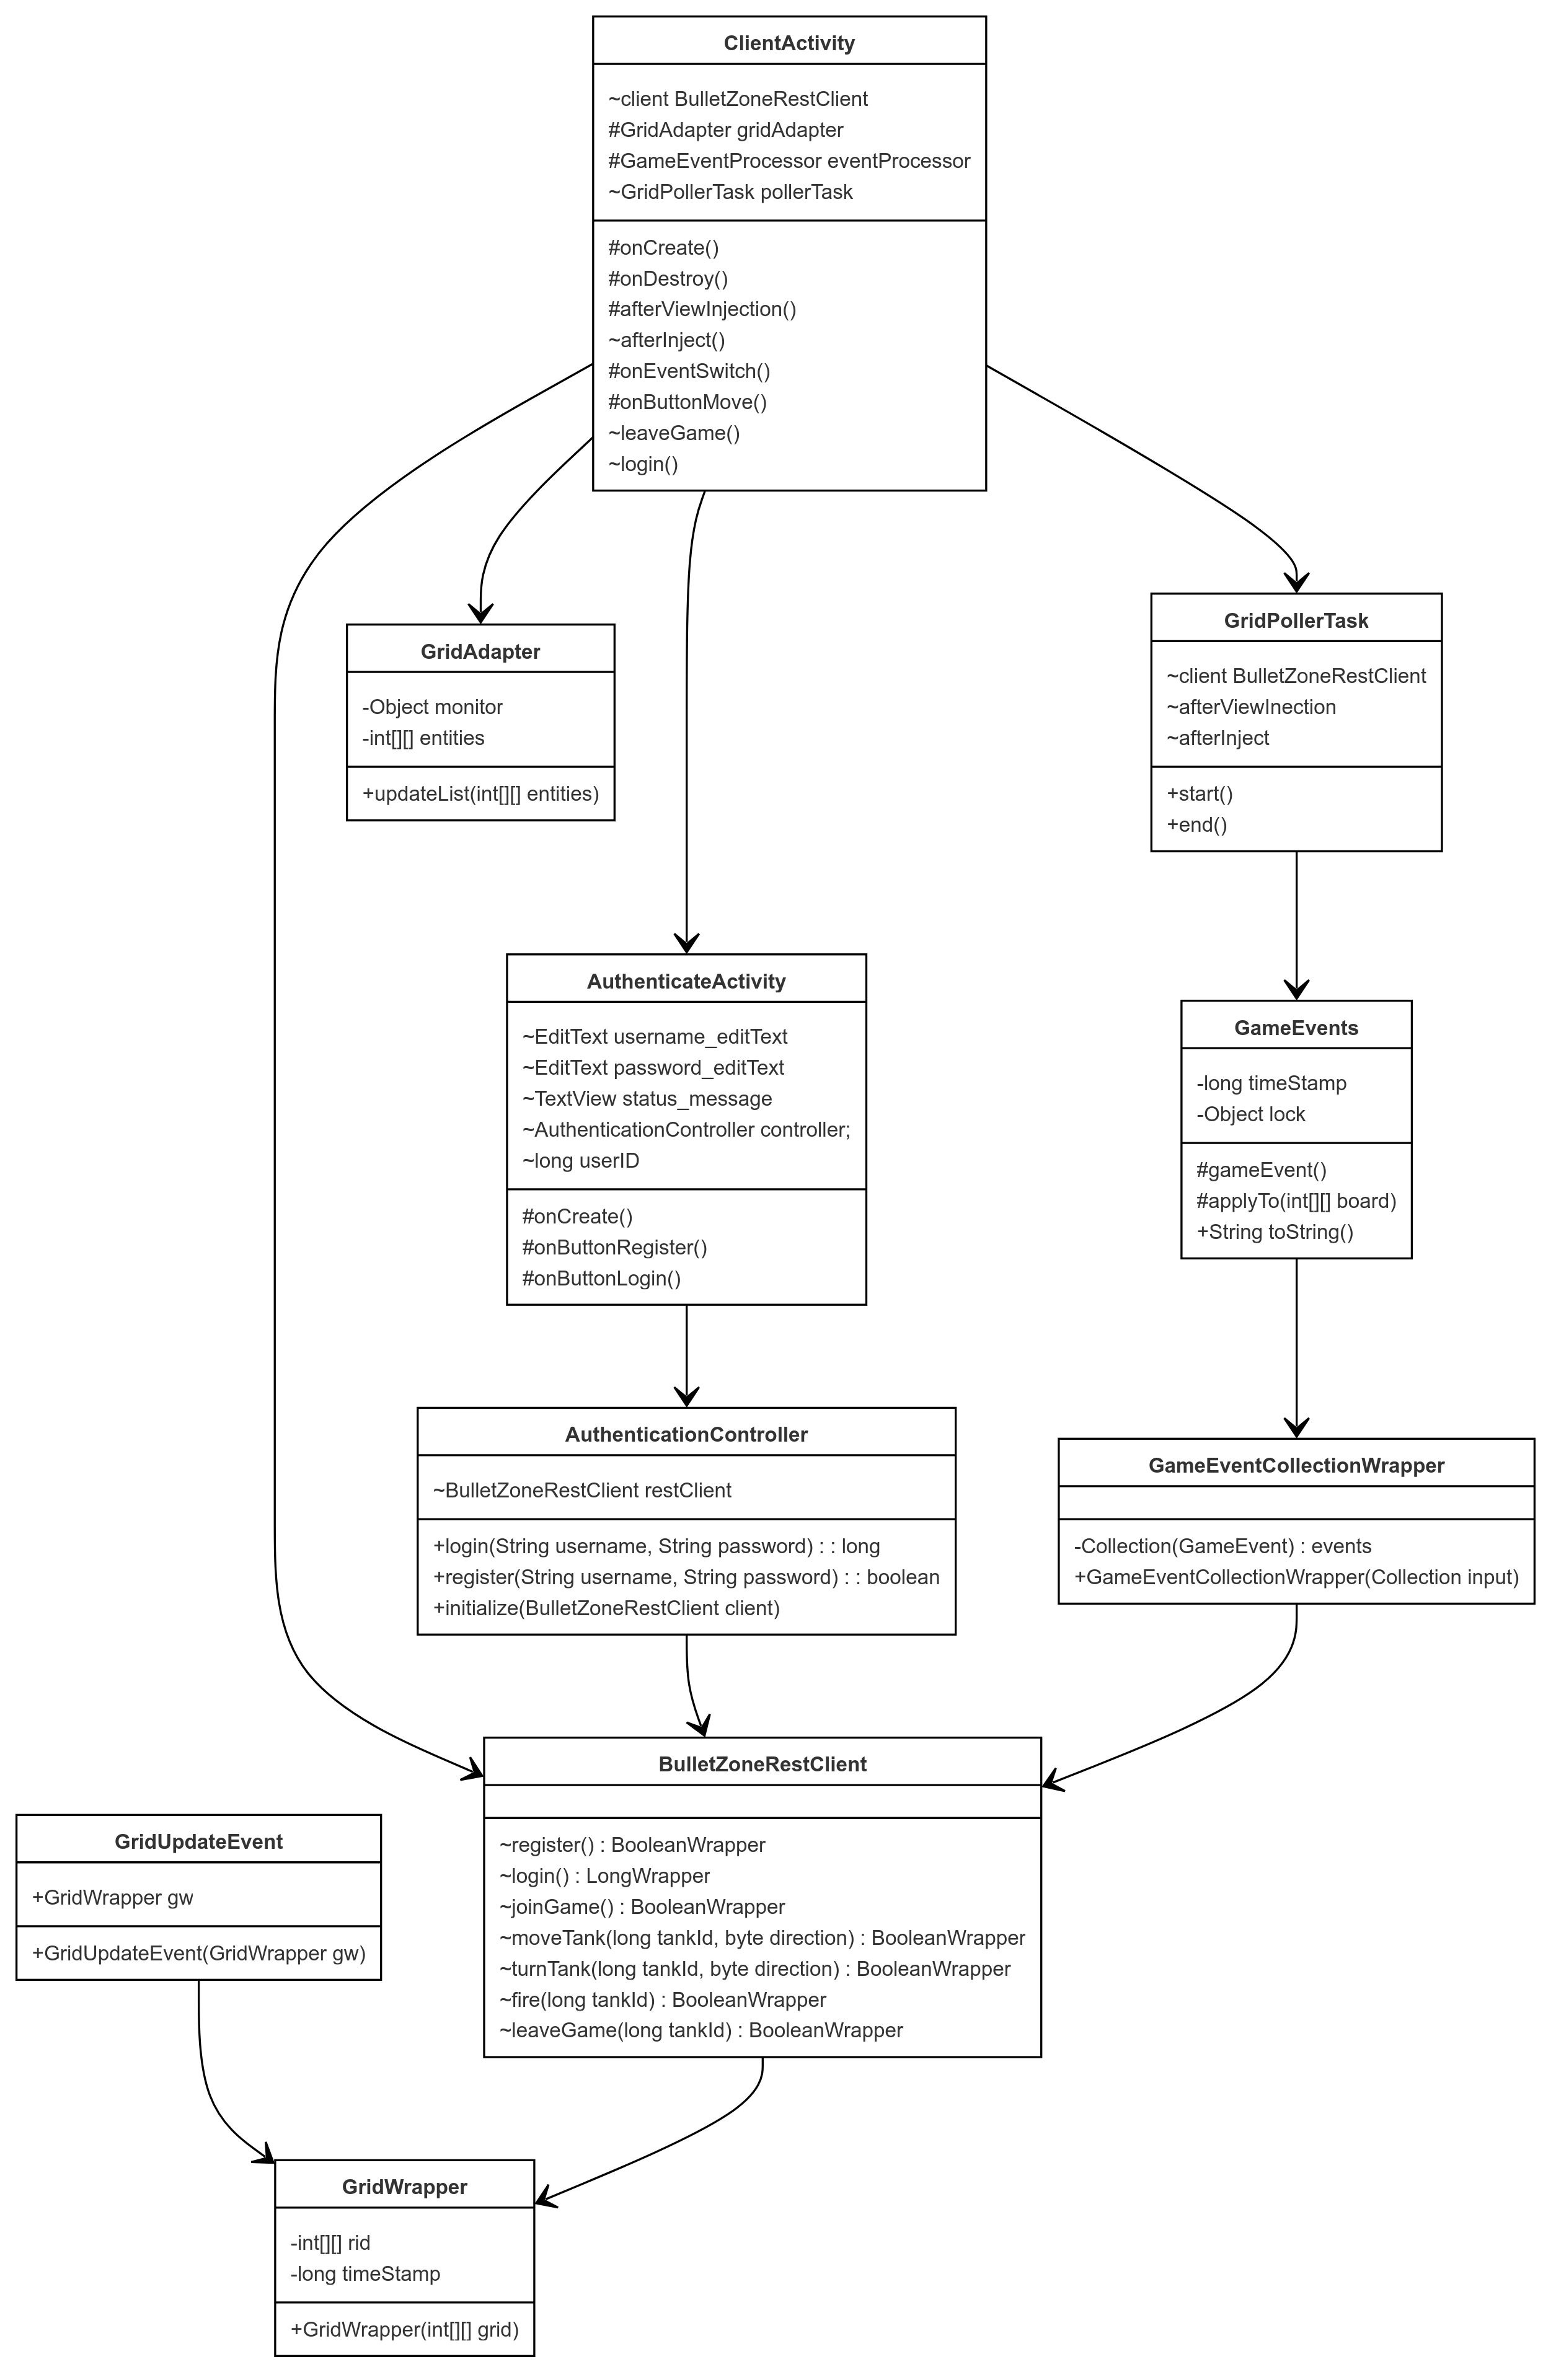 ClientActivity
~client BulletZoneRestClient
#GridAdapter gridAdapter
#GameEventProcessor eventProcessor
~GridPollerTask pollerTask
#onCreate()
#onDestroy()
#afterViewInjection()
~afterInject()
#onEventSwitch()
#onButtonMove()
~leaveGame()
~login()
GridAdapter
-Object monitor
-int[][] entities
+updateList(int[][] entities)
GridPollerTask
~client BulletZoneRestClient
~afterViewInection
~afterInject
+start()
+end()
AuthenticateActivity
~EditText username_editText
~EditText password_editText
~TextView status_message
~AuthenticationController controller;
~long userID
#onCreate()
#onButtonRegister()
#onButtonLogin()
GameEvents
-long timeStamp
-Object lock
#gameEvent()
#applyTo(int[][] board)
+String toString()
AuthenticationController
~BulletZoneRestClient restClient
+login(String username, String password) : : long
+register(String username, String password) : : boolean
+initialize(BulletZoneRestClient client)
GameEventCollectionWrapper
-Collection(GameEvent) : events
+GameEventCollectionWrapper(Collection input)
BulletZoneRestClient
~register() : BooleanWrapper
~login() : LongWrapper
~joinGame() : BooleanWrapper
~moveTank(long tankId, byte direction) : BooleanWrapper
~turnTank(long tankId, byte direction) : BooleanWrapper
~fire(long tankId) : BooleanWrapper
~leaveGame(long tankId) : BooleanWrapper
GridUpdateEvent
+GridWrapper gw
+GridUpdateEvent(GridWrapper gw)
GridWrapper
-int[][] rid
-long timeStamp
+GridWrapper(int[][] grid)